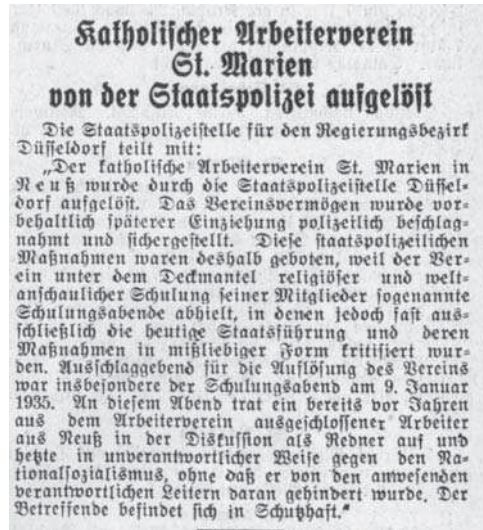 Katholischer Arbeiterverein
St. Marien
von der Staatspolizei aufgelöst
Die Staatspolizeistelle für den Regierungsbezirk
Düsseldorf teilt mit:
„Der katholische Arbeiterverein St. Marien in
Neuß wurde durch die Staatspolizeistelle Düssel-
dorf aufgelöst. Das Vereinsvermögen wurde vor-
behaltlich späterer Einziehung polizeilich beschlag-
nahmt und sichergestellt. Diese staatspolizeilichen
Maßnahmen waren deshalb geboten, weil der Ver-
ein unter dem Deckmantel religiöser und welt-
anschaulicher Schulung seiner Mitglieder sogenannte
Schulungsabende abhielt, in denen jedoch fast aus-
schließlich die heutige Staatsführung und deren
Maßnahmen in mißliebiger Form kritisiert wur-
den. Ausschlaggebend für die Auflösung des Vereins
war insbesondere der Schulungsabend am 9. Januar
1935. An diesem Abend trat ein bereits vor Jahren
aus dem Arbeiterverein ausgeschlossener Arbeiter
aus Neuß in der Diskussion als Redner auf und
hetzte in unverantwortlicher Weise gegen den Na-
tionalsozialismus, ohne daß er von den anwesenden
verantwortlichen Leitern daran gehindert wurde. Der
Betreffende befindet sich in Schutzhaft."